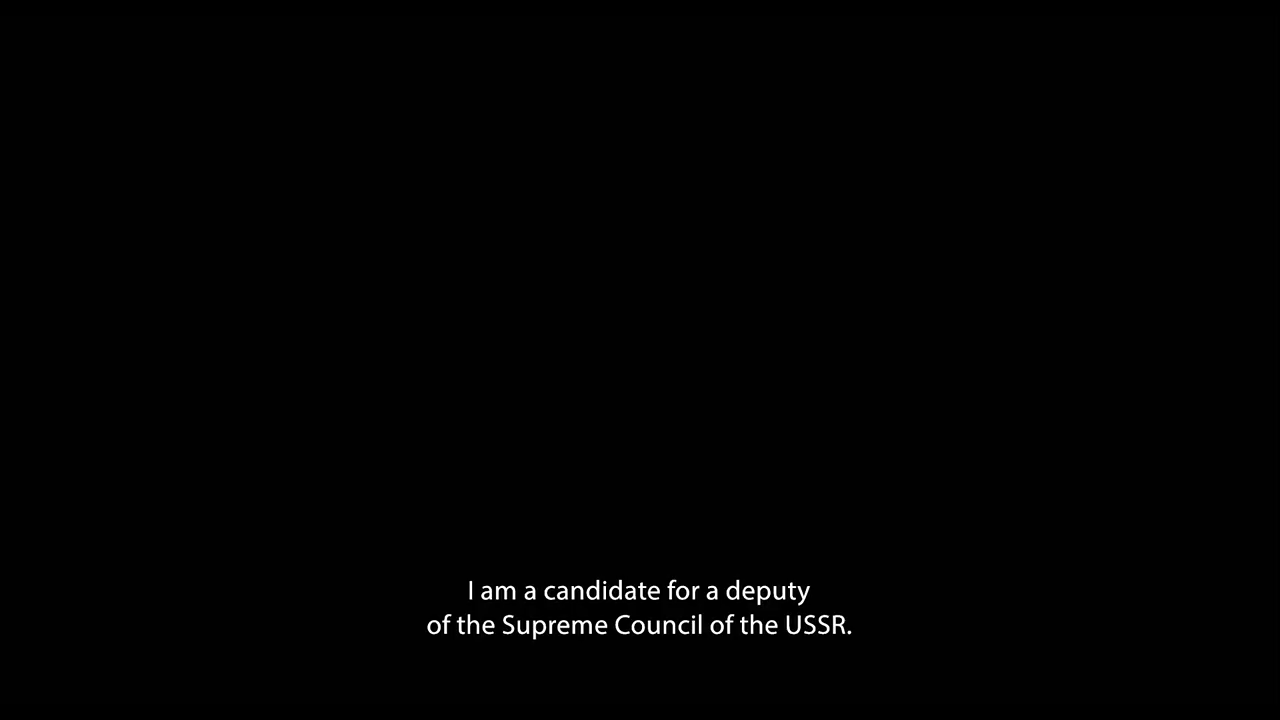 I am a candidate for a deputy
of the Supreme Council of the USSR.